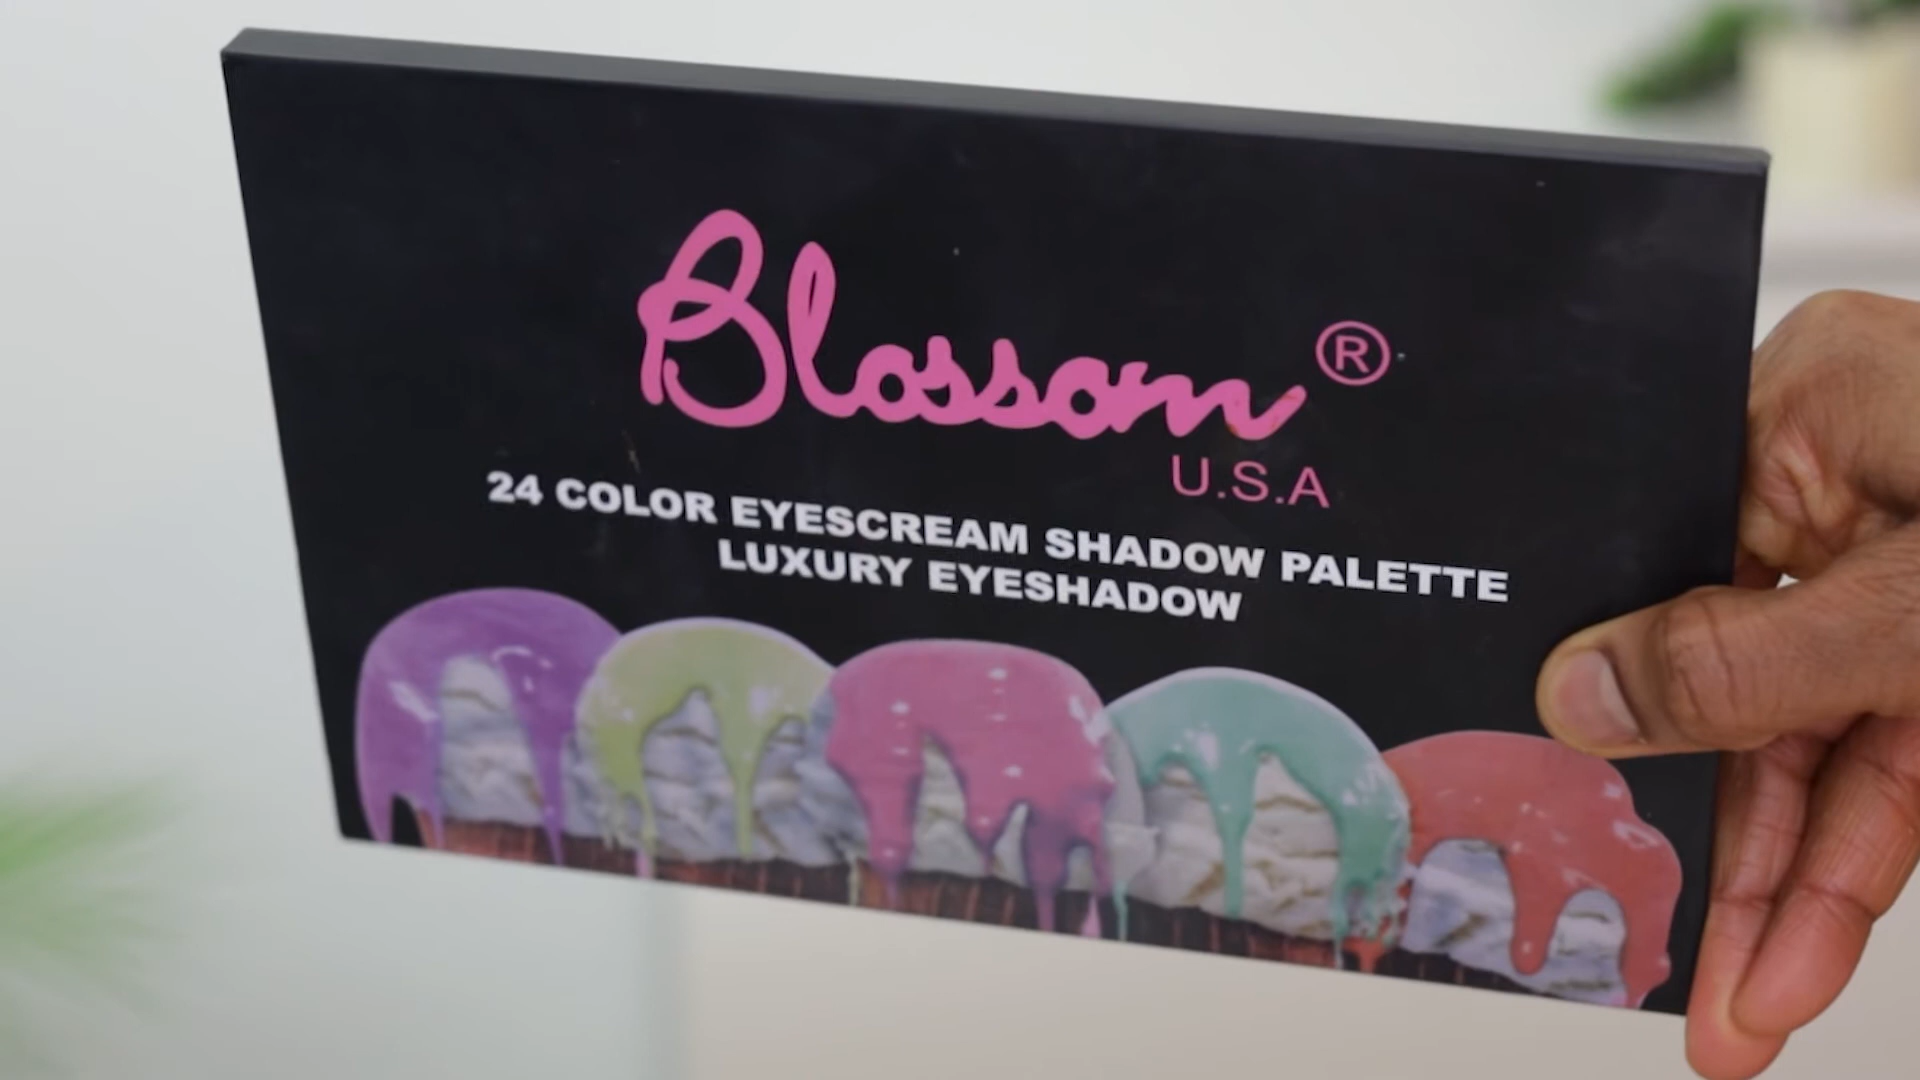 Blossom ®
U.S.A
24 COLOR EYESCREAM SHADOW PALETTE
LUXURY EYESHADOW